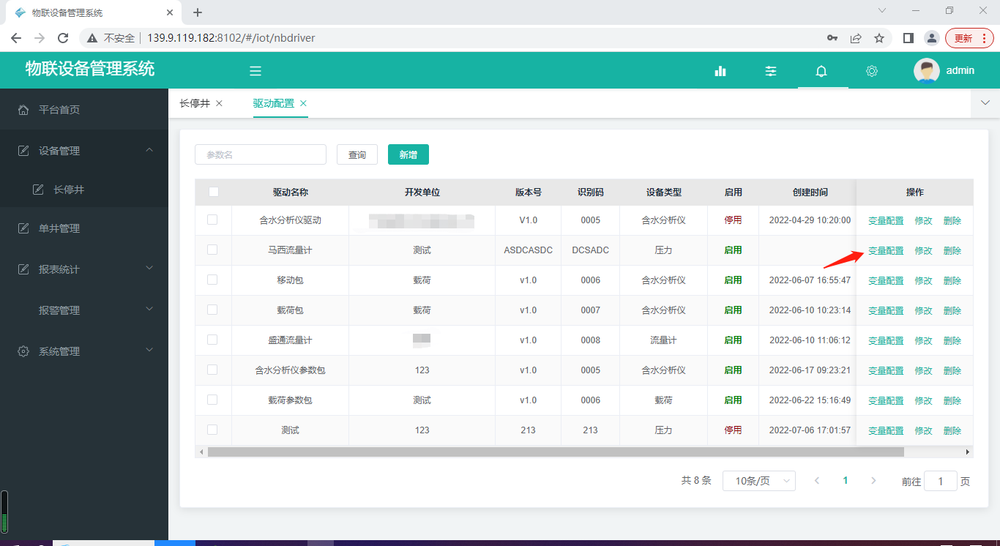 物联设备管理系统
不安全 139.9.119.182:8102/#/iot/nbdriver 更新
物联设备管理系统 admin
平台首页
设备管理
长停井
单井管理
报表统计
报警管理
系统管理
长停井 驱动配置
参数名 查询 新增
驱动名称 开发单位 版本号 识别码 设备类型 启用 创建时间 操作
含水分析仪驱动 V1.0 0005 含水分析仪 停用 2022-04-29 10:20:00 变量配置 修改 删除
马西流量计 测试 ASDCASDC DCSADC 压力 启用 变量配置 修改 删除
移动包 载荷 v1.0 0006 含水分析仪 启用 2022-06-07 16:55:47 变量配置 修改 删除
载荷包 载荷 v1.0 0007 含水分析仪 启用 2022-06-10 10:23:14 变量配置 修改 删除
盛通流量计 v1.0 0008 流量计 启用 2022-06-10 11:06:12 变量配置 修改 删除
含水分析仪参数包 123 v1.0 0005 含水分析仪 启用 2022-06-17 09:23:21 变量配置 修改 删除
载荷参数包 测试 v1.0 0006 载荷 启用 2022-06-22 15:16:49 变量配置 修改 删除
测试 123 213 213 压力 停用 2022-07-06 17:01:57 变量配置 修改 删除
共 8 条 10条/页 1 前往 1 页